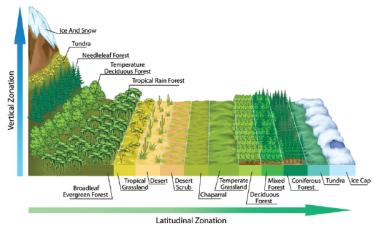 Ice And Snow
Tundra
Needleleaf Forest
Temperature
Deciduous Forest
Tropical Rain Forest
Vertical Zonation
Broadleaf
Evergreen Forest
Tropical
Grassland
Desert
Desert
Scrub
Chaparral
Temperate
Grassland
Deciduous
Forest
Mixed
Forest
Coniferous
Forest
Tundra
Ice Cap
Latitudinal Zonation